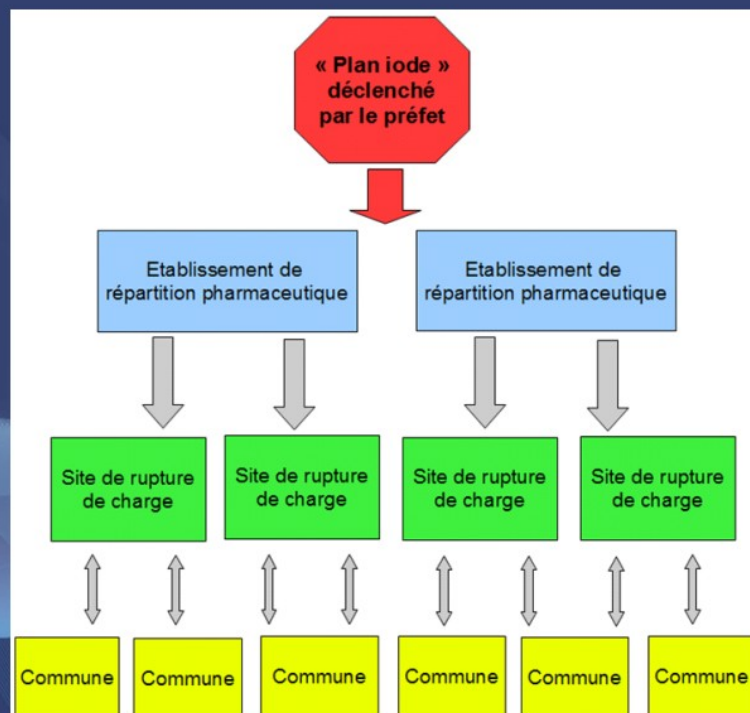 « Plan iode »
déclenché
par le préfet
Etablissement de
répartition pharmaceutique
Etablissement de
répartition pharmaceutique
Site de rupture
de charge
Site de rupture
de charge
Site de rupture
de charge
Site de rupture
de charge
Commune
Commune
Commune
Commune
Commune
Commune